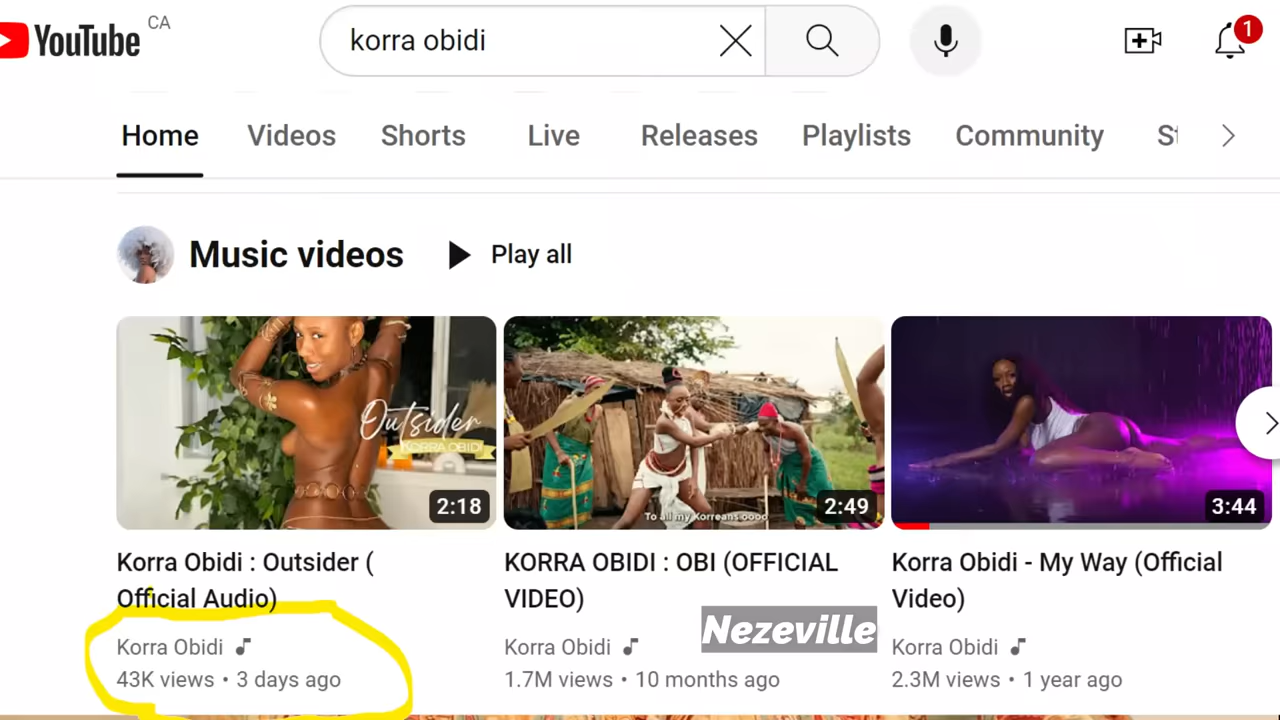 YouTube CA
korra obidi
1
Home Videos Shorts Live Releases Playlists Community St
Music videos Play all
Outsider
KORRA OBIDI
2:18
To all my Korreans oooo
2:49
3:44
Korra Obidi : Outsider (
Official Audio)
Korra Obidi
43K views • 3 days ago
KORRA OBIDI : OBI (OFFICIAL
VIDEO)
Korra Obidi
1.7M views • 10 months ago
Nezeville
Korra Obidi - My Way (Official
Video)
Korra Obidi
2.3M views • 1 year ago